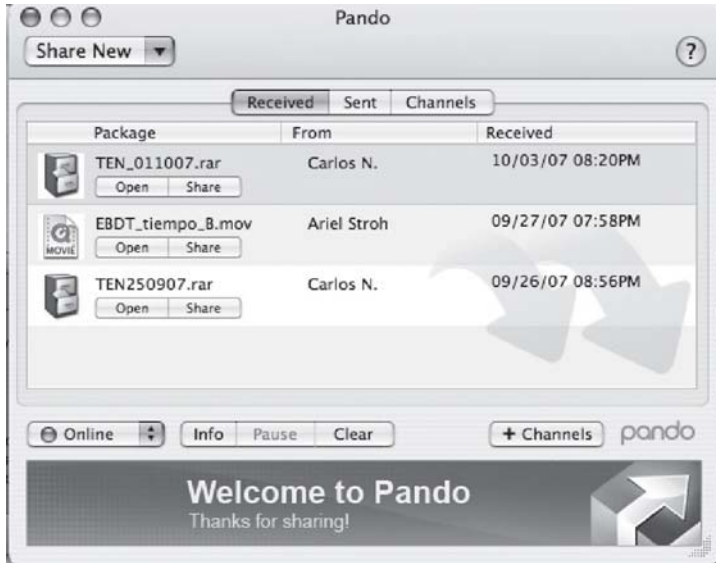 Pando
Share New
?
Received Sent Channels
Package From Received
TEN_011007.rar Carlos N. 10/03/07 08:20PM
Open Share
EBDT_tiempo_B.mov Ariel Stroh 09/27/07 07:58PM
MOVIE
Open Share
TEN250907.rar Carlos N. 09/26/07 08:56PM
Open Share
Online Info Pause Clear + Channels pando
Welcome to Pando
Thanks for sharing!